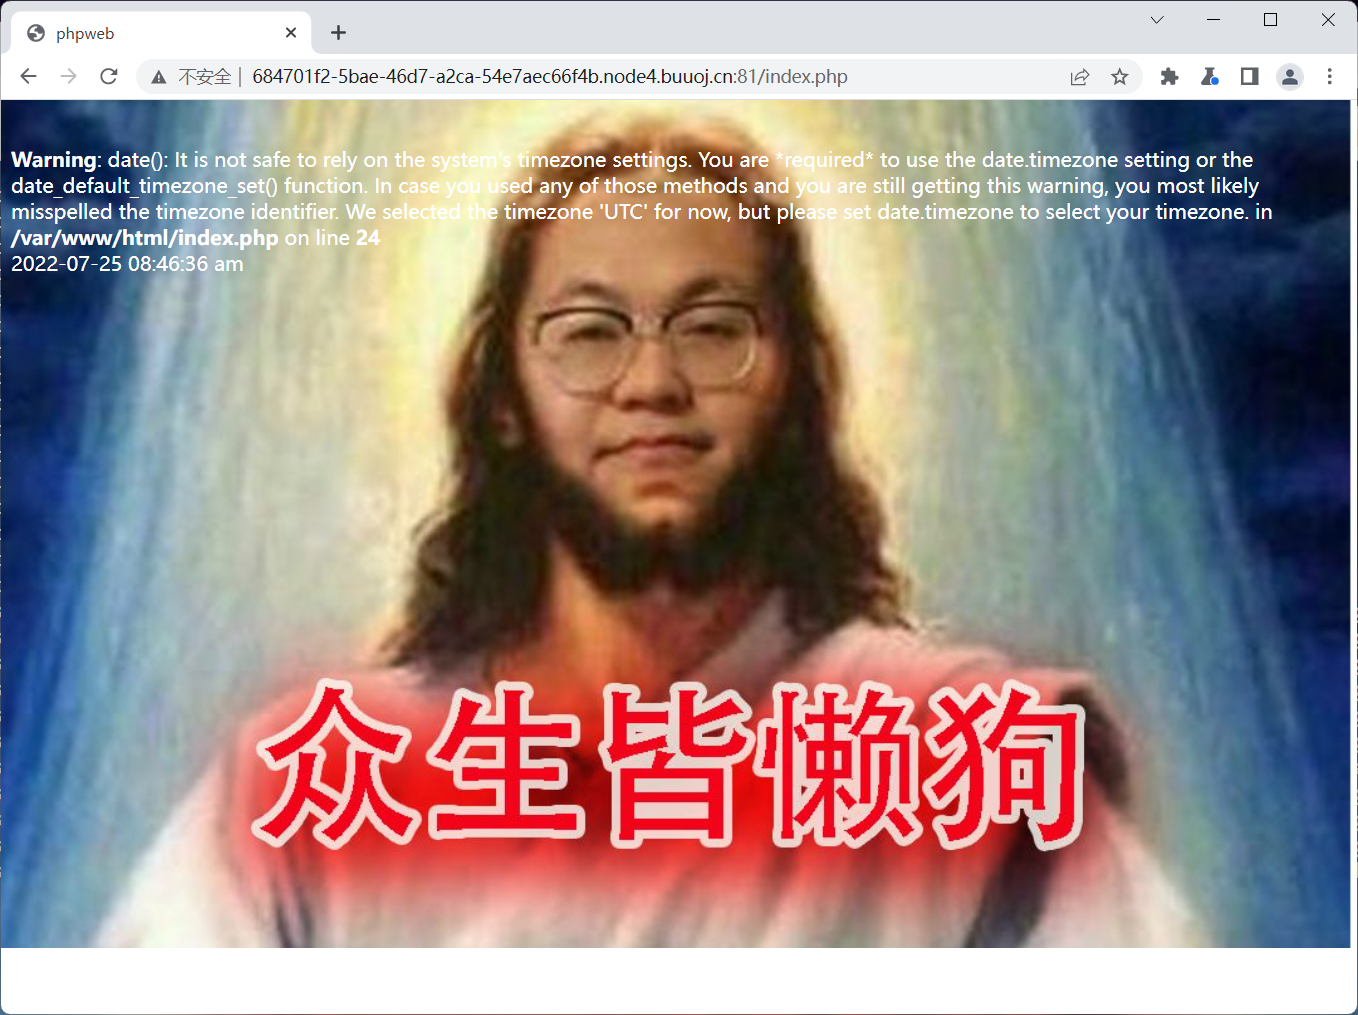 phpweb
不安全 | 684701f2-5bae-46d7-a2ca-54e7aec66f4b.node4.buuoj.cn:81/index.php
Warning: date(): It is not safe to rely on the system's timezone settings. You are *required* to use the date.timezone setting or the
date_default_timezone_set() function. In case you used any of those methods and you are still getting this warning, you most likely
misspelled the timezone identifier. We selected the timezone 'UTC' for now, but please set date.timezone to select your timezone. in
/var/www/html/index.php on line 24
2022-07-25 08:46:36 am
众生皆懒狗